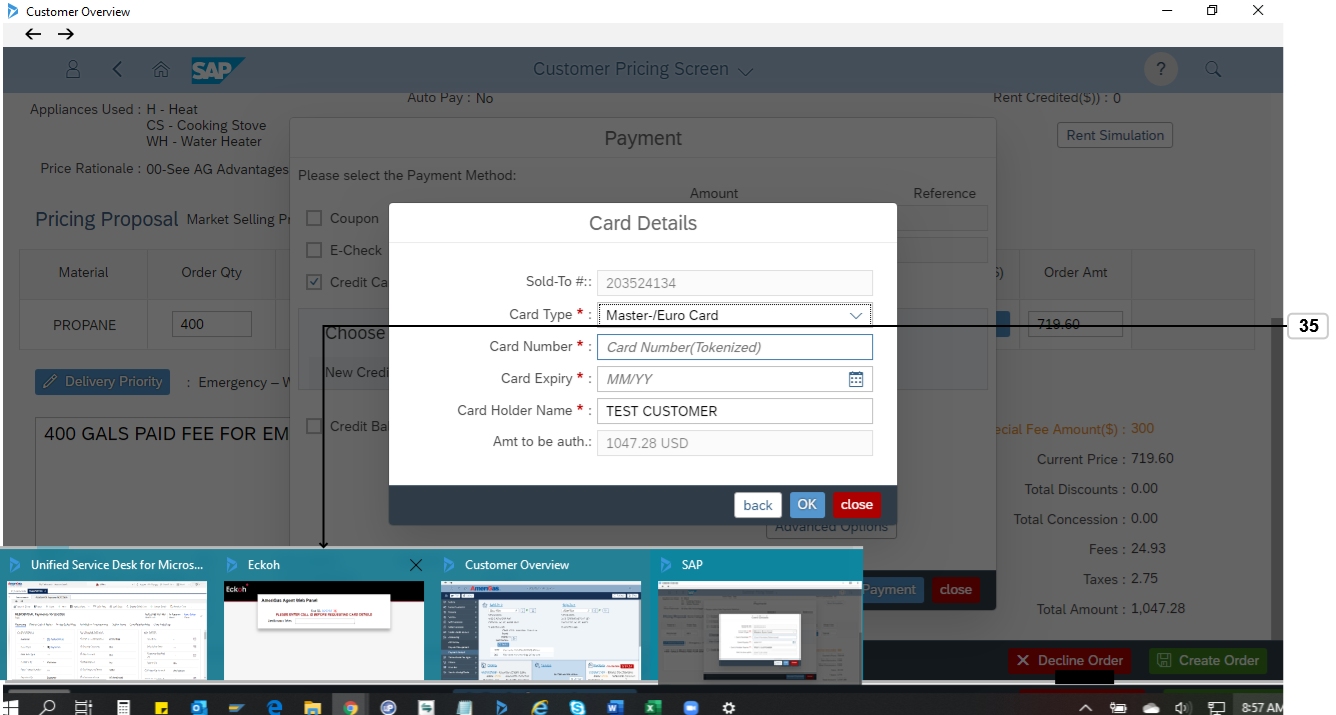 Customer Overview
SAP
Customer Pricing Screen
?
Appliances Used : H - Heat
CS - Cooking Stove
WH - Water Heater
Auto Pay : No
Rent Credited($)) : 0
Rent Simulation
Price Rationale : 00-See AG Advantages
Payment
Please select the Payment Method:
Amount
Reference
Pricing Proposal Market Selling Pr
Coupon
E-Check
Credit Ca
Card Details
Sold-To #:: 203524134
Card Type * : Master-/Euro Card
Card Number * : Card Number(Tokenized)
Card Expiry * : MM/YY
Card Holder Name * : TEST CUSTOMER
Amt to be auth.: 1047.28 USD
back
OK
close
Material
Order Qty
Order Amt
PROPANE
400
719.60
35
Choose
New Credi
Delivery Priority
: Emergency – W
Credit Bal
400 GALS PAID FEE FOR EM
ecial Fee Amount($) : 300
Current Price : 719.60
Total Discounts : 0.00
Total Concession : 0.00
Fees : 24.93
Taxes : 2.75
Total Amount : 1,047.28
Advanced Options
Payment
close
Unified Service Desk for Micros...
Eckoh
Customer Overview
SAP
Eckoh
AmeriGas Agent Web Panel
PLEASE ENTER CALL ID BEFORE REQUESTING CARD DETAILS
AmeriGas
Decline Order
Create Order
8:57 AM